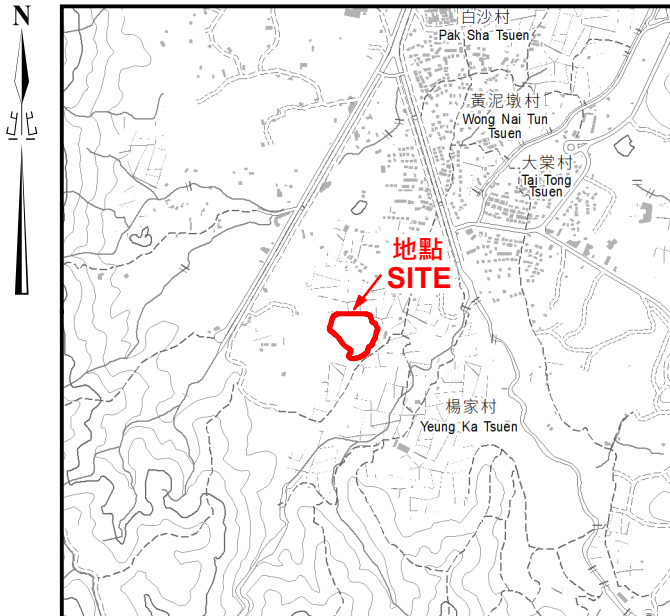 N
白沙村
Pak Sha Tsuen
黃泥墩村
Wong Nai Tun
Tsuen
大棠村
Tai Tong
Tsuen
地點
SITE
楊家村
Yeung Ka Tsuen